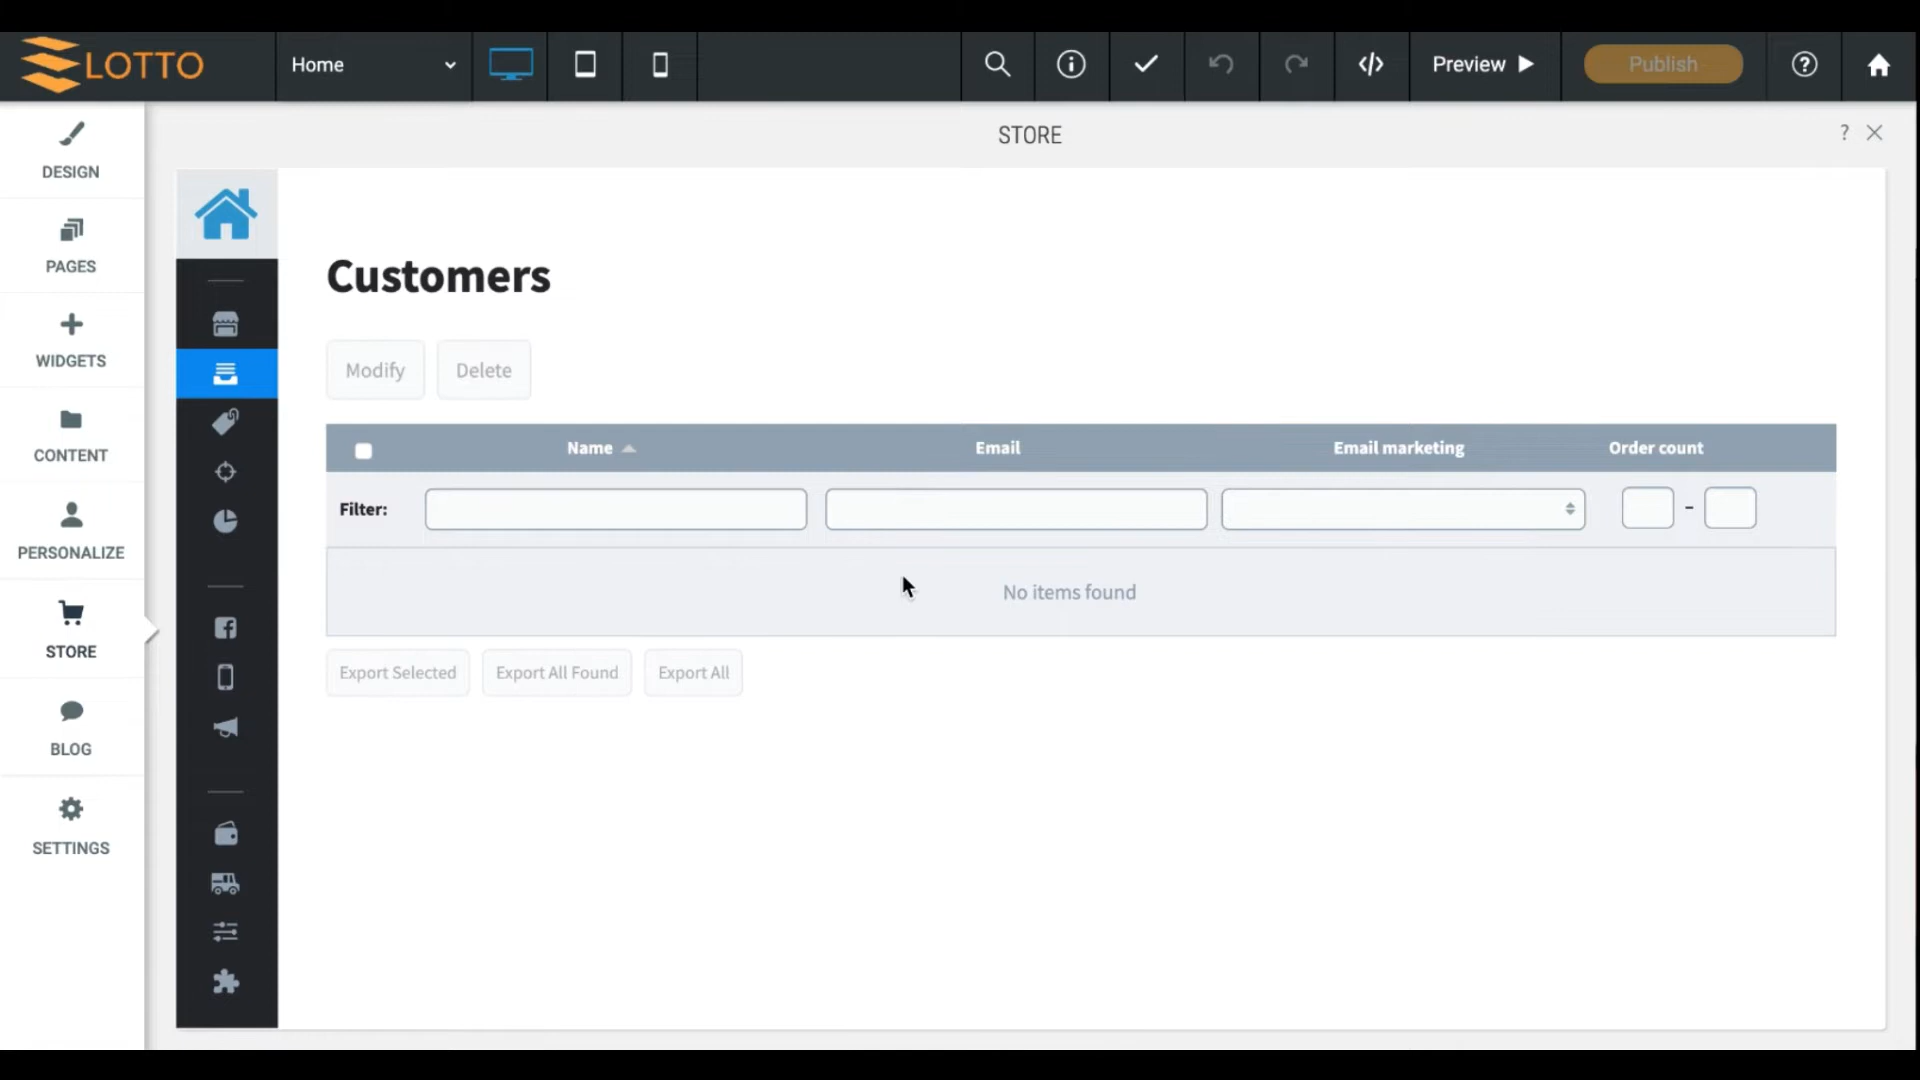 LOTTO
Home
Preview
Publish
DESIGN
PAGES
WIDGETS
CONTENT
PERSONALIZE
STORE
BLOG
SETTINGS
STORE
?
Customers
Modify Delete
Name Email Email marketing Order count
Filter: -
No items found
Export Selected Export All Found Export All